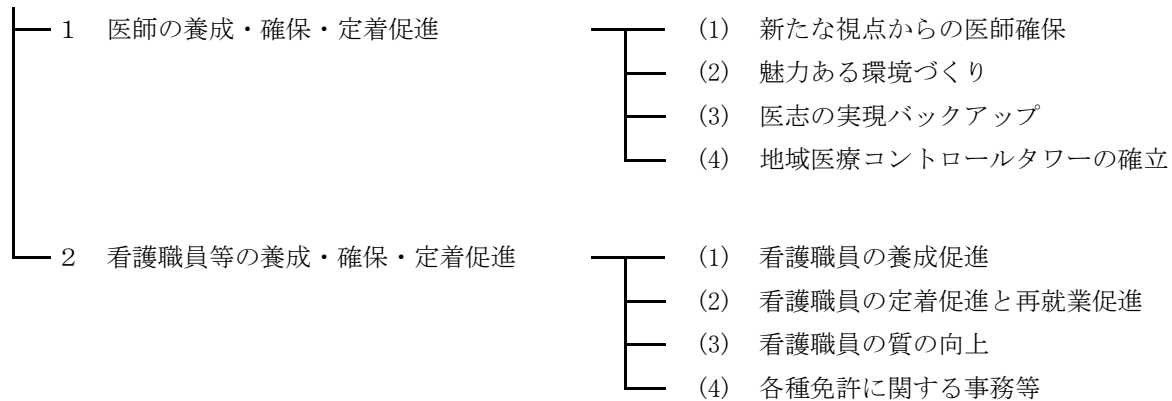 1 医師の養成・確保・定着促進
(1) 新たな視点からの医師確保
(2) 魅力ある環境づくり
(3) 医志の実現バックアップ
(4) 地域医療コントロールタワーの確立
2 看護職員等の養成・確保・定着促進
(1) 看護職員の養成促進
(2) 看護職員の定着促進と再就業促進
(3) 看護職員の質の向上
(4) 各種免許に関する事務等